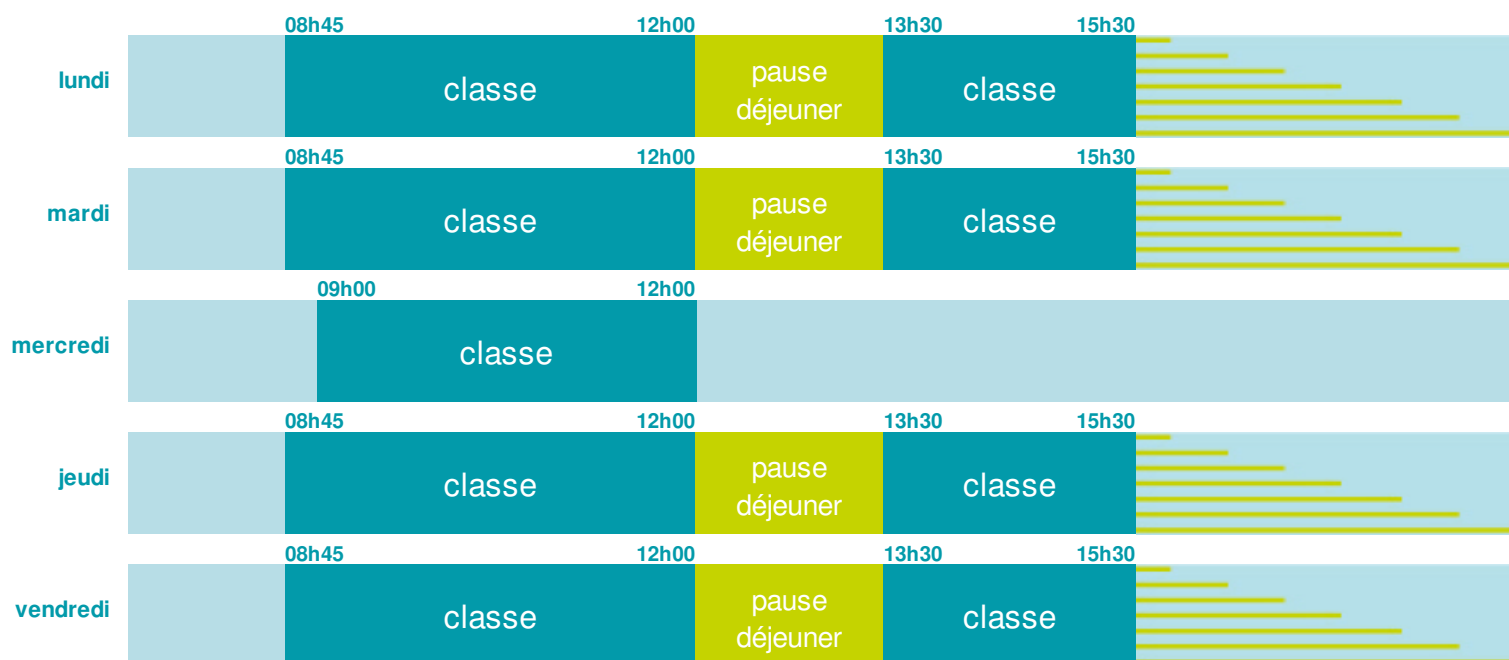 08h45 12h00 13h30 15h30
lundi classe pause déjeuner classe
08h45 12h00 13h30 15h30
mardi classe pause déjeuner classe
09h00 12h00
mercredi classe
08h45 12h00 13h30 15h30
jeudi classe pause déjeuner classe
08h45 12h00 13h30 15h30
vendredi classe pause déjeuner classe